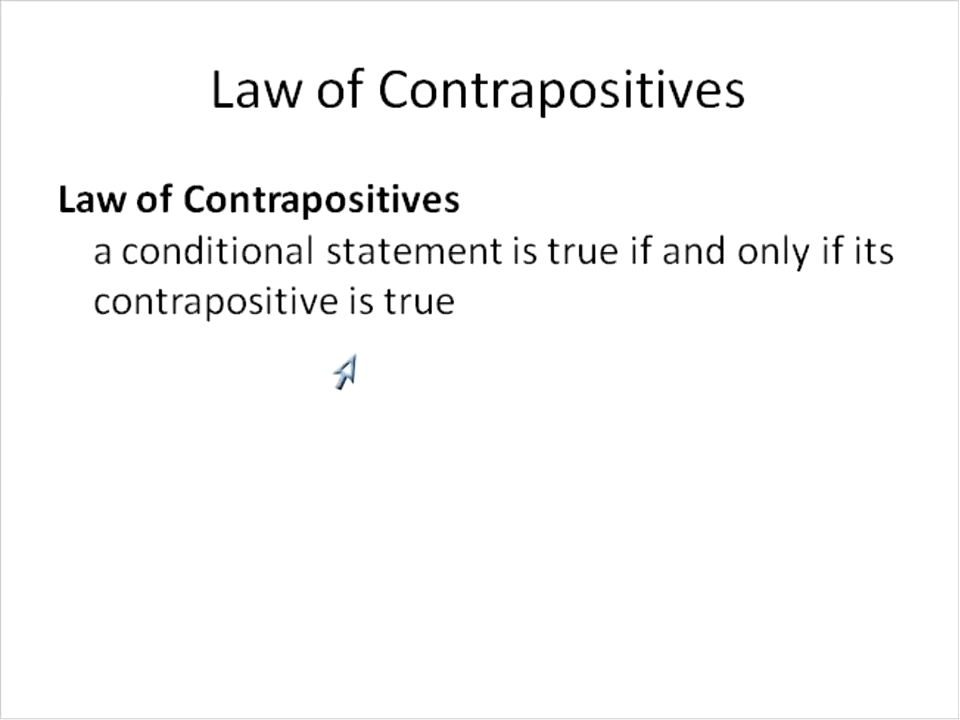 Law of Contrapositives
Law of Contrapositives
a conditional statement is true if and only if its
contrapositive is true